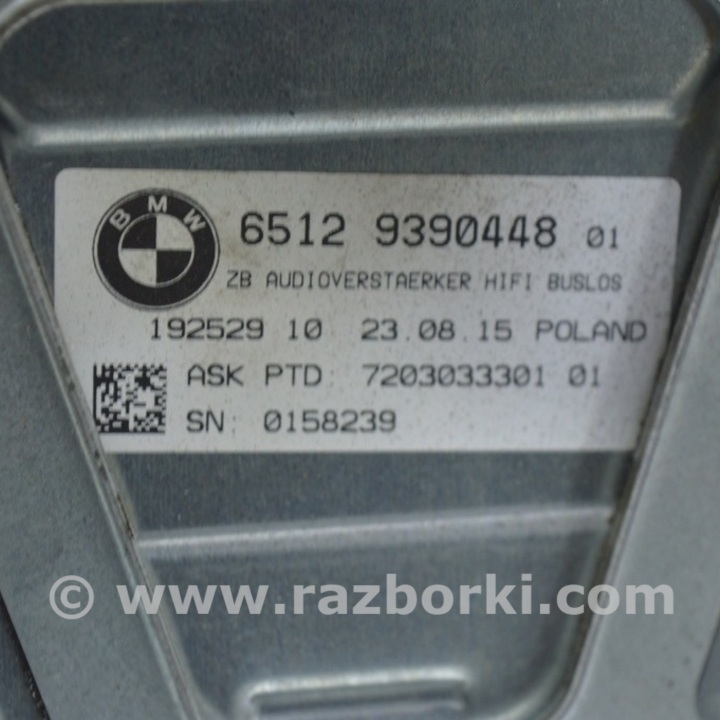 BMW
6512 9390448 01
ZB AUDIOVERSTAERKER HIFI BUSLOS
192529 10 23.08.15 POLAND
ASK PTD: 7203033301 01
SN: 0158239
© www.razborki.com